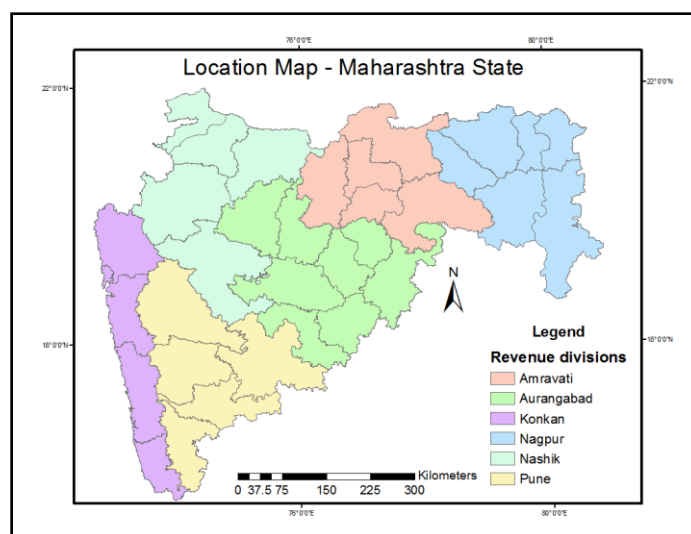 76°0'0"E 80°0'0"E
Location Map - Maharashtra State
22°0'0"N 22°0'0"N
N
18°0'0"N 18°0'0"N
Legend
Revenue divisions
Amravati
Aurangabad
Konkan
Nagpur
Nashik
Pune
Kilometers
0 37.5 75 150 225 300
76°0'0"E 80°0'0"E